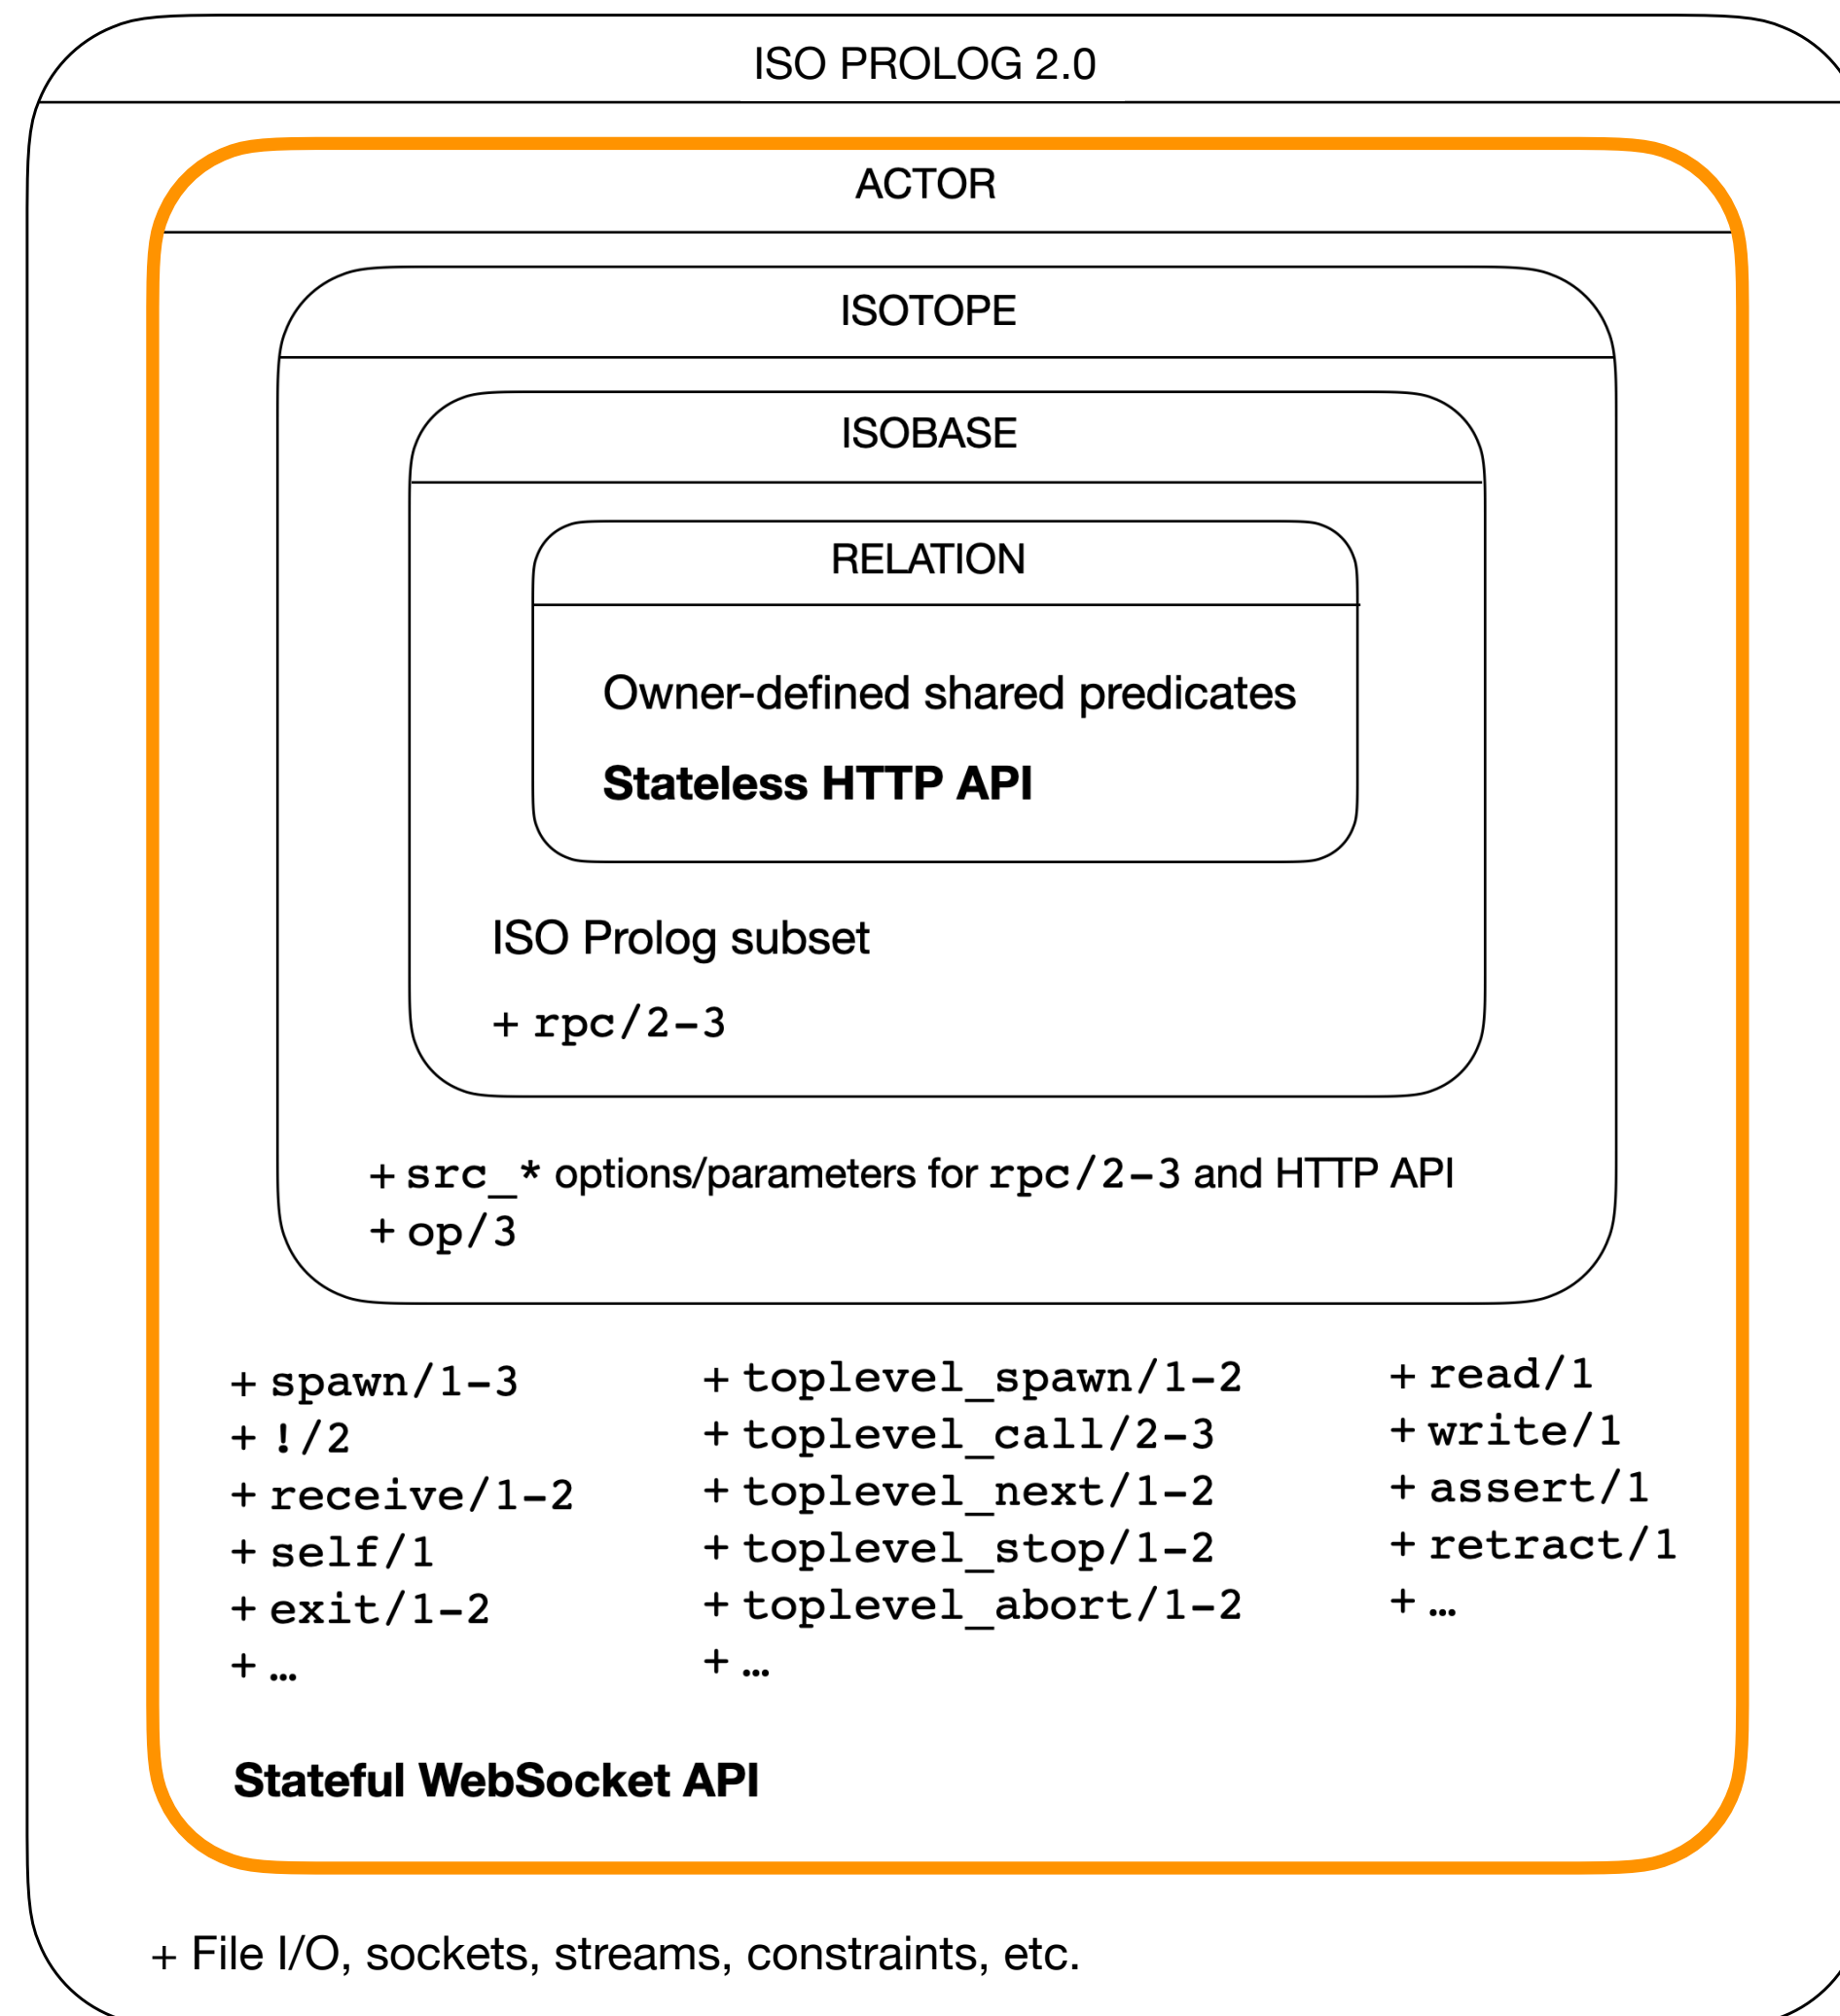 ISO PROLOG 2.0
ACTOR
ISOTOPE
ISOBASE
RELATION
Owner-defined shared predicates
Stateless HTTP API
ISO Prolog subset
+ rpc/2-3
+ src_* options/parameters for rpc/2-3 and HTTP API
+ op/3
+ spawn/1-3
+ !/2
+ receive/1-2
+ self/1
+ exit/1-2
+ …
+ toplevel_spawn/1-2
+ toplevel_call/2-3
+ toplevel_next/1-2
+ toplevel_stop/1-2
+ toplevel_abort/1-2
+ …
+ read/1
+ write/1
+ assert/1
+ retract/1
+ …
Stateful WebSocket API
+ File I/O, sockets, streams, constraints, etc.